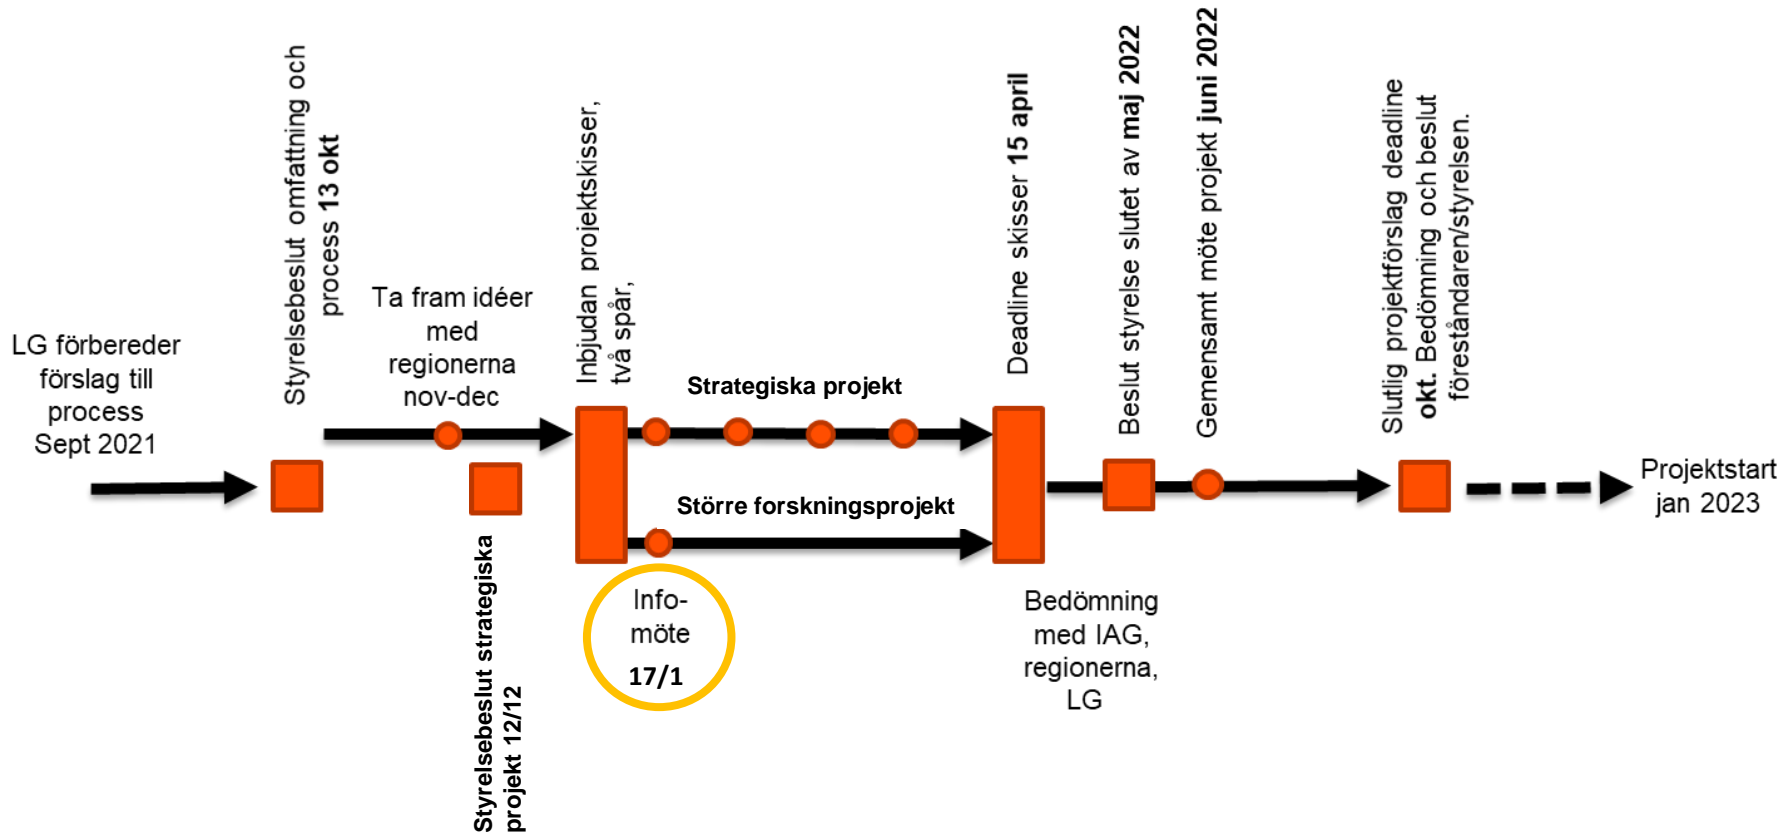 LG förbereder
förslag till
process
Sept 2021
Styrelsebeslut omfattning och
process 13 okt
Ta fram idéer
med
regionerna
nov-dec
Styrelsebeslut strategiska
projekt 12/12
Inbjudan projektskisser,
två spår,
Strategiska projekt
Större forskningsprojekt
Info-
möte
17/1
Deadline skisser 15 april
Bedömning
med IAG,
regionerna,
LG
Beslut styrelse slutet av maj 2022
Gemensamt möte projekt juni 2022
Slutlig projektförslag deadline
okt. Bedömning och beslut
föreståndaren/styrelsen.
Projektstart
jan 2023